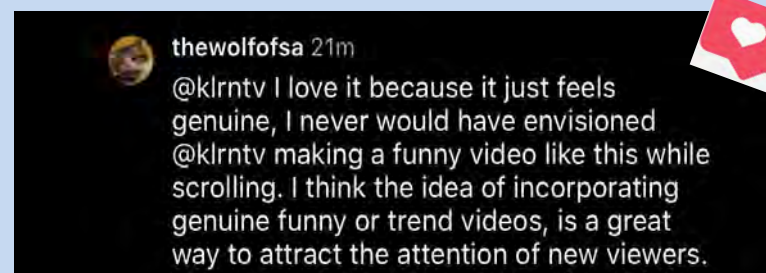 thewolfofsa 21m
@klrntv I love it because it just feels
genuine, I never would have envisioned
@klrntv making a funny video like this while
scrolling. I think the idea of incorporating
genuine funny or trend videos, is a great
way to attract the attention of new viewers.